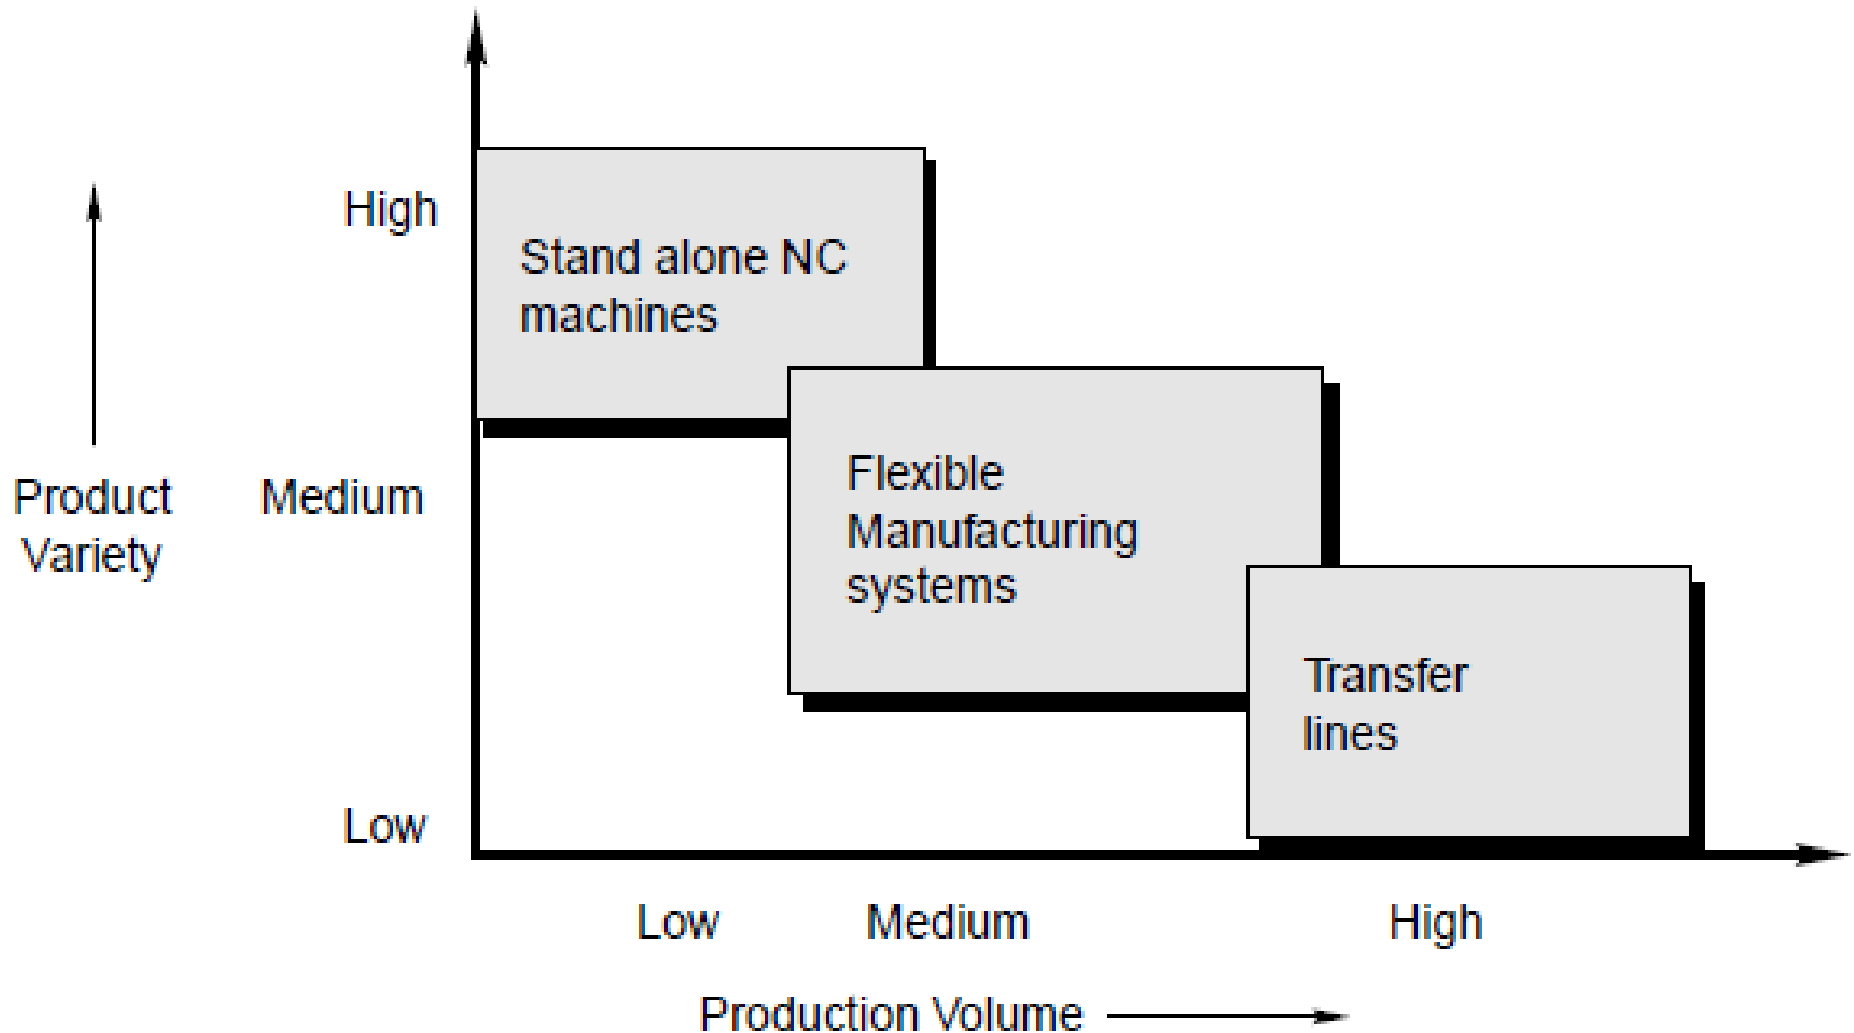 High
Stand alone NC
machines
Product
Variety
Medium
Flexible
Manufacturing
systems
Transfer
lines
Low
Low
Medium
High
Production Volume